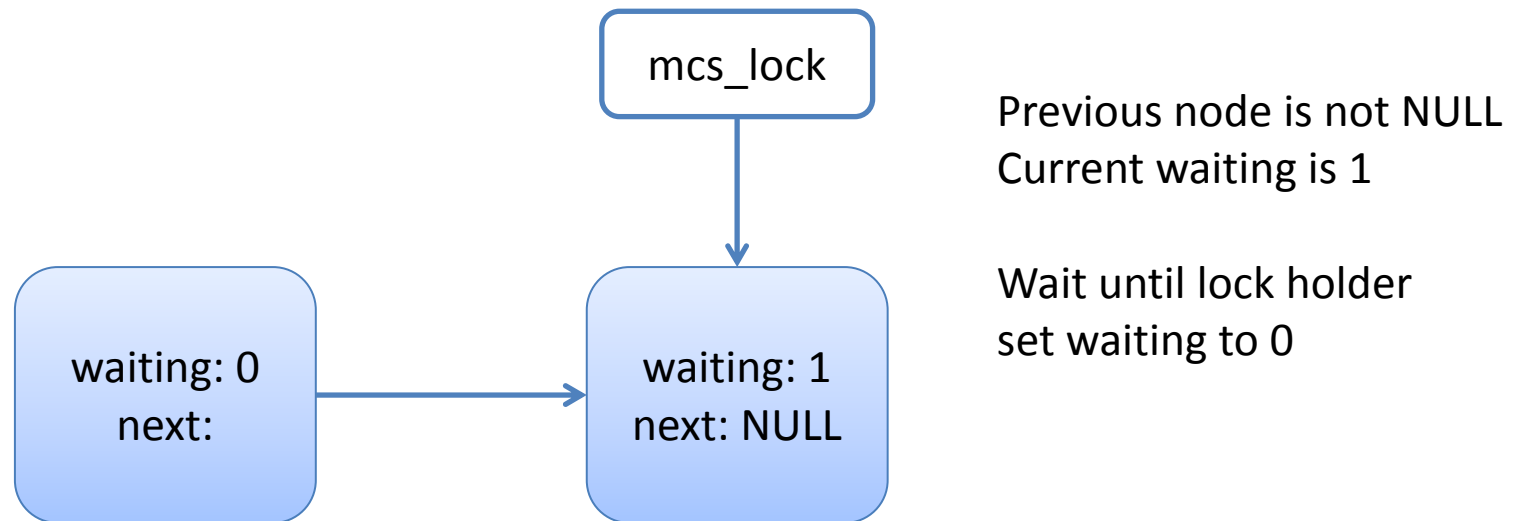 mcs_lock
Previous node is not NULL
Current waiting is 1
Wait until lock holder
set waiting to 0
waiting: 0
next:
waiting: 1
next: NULL